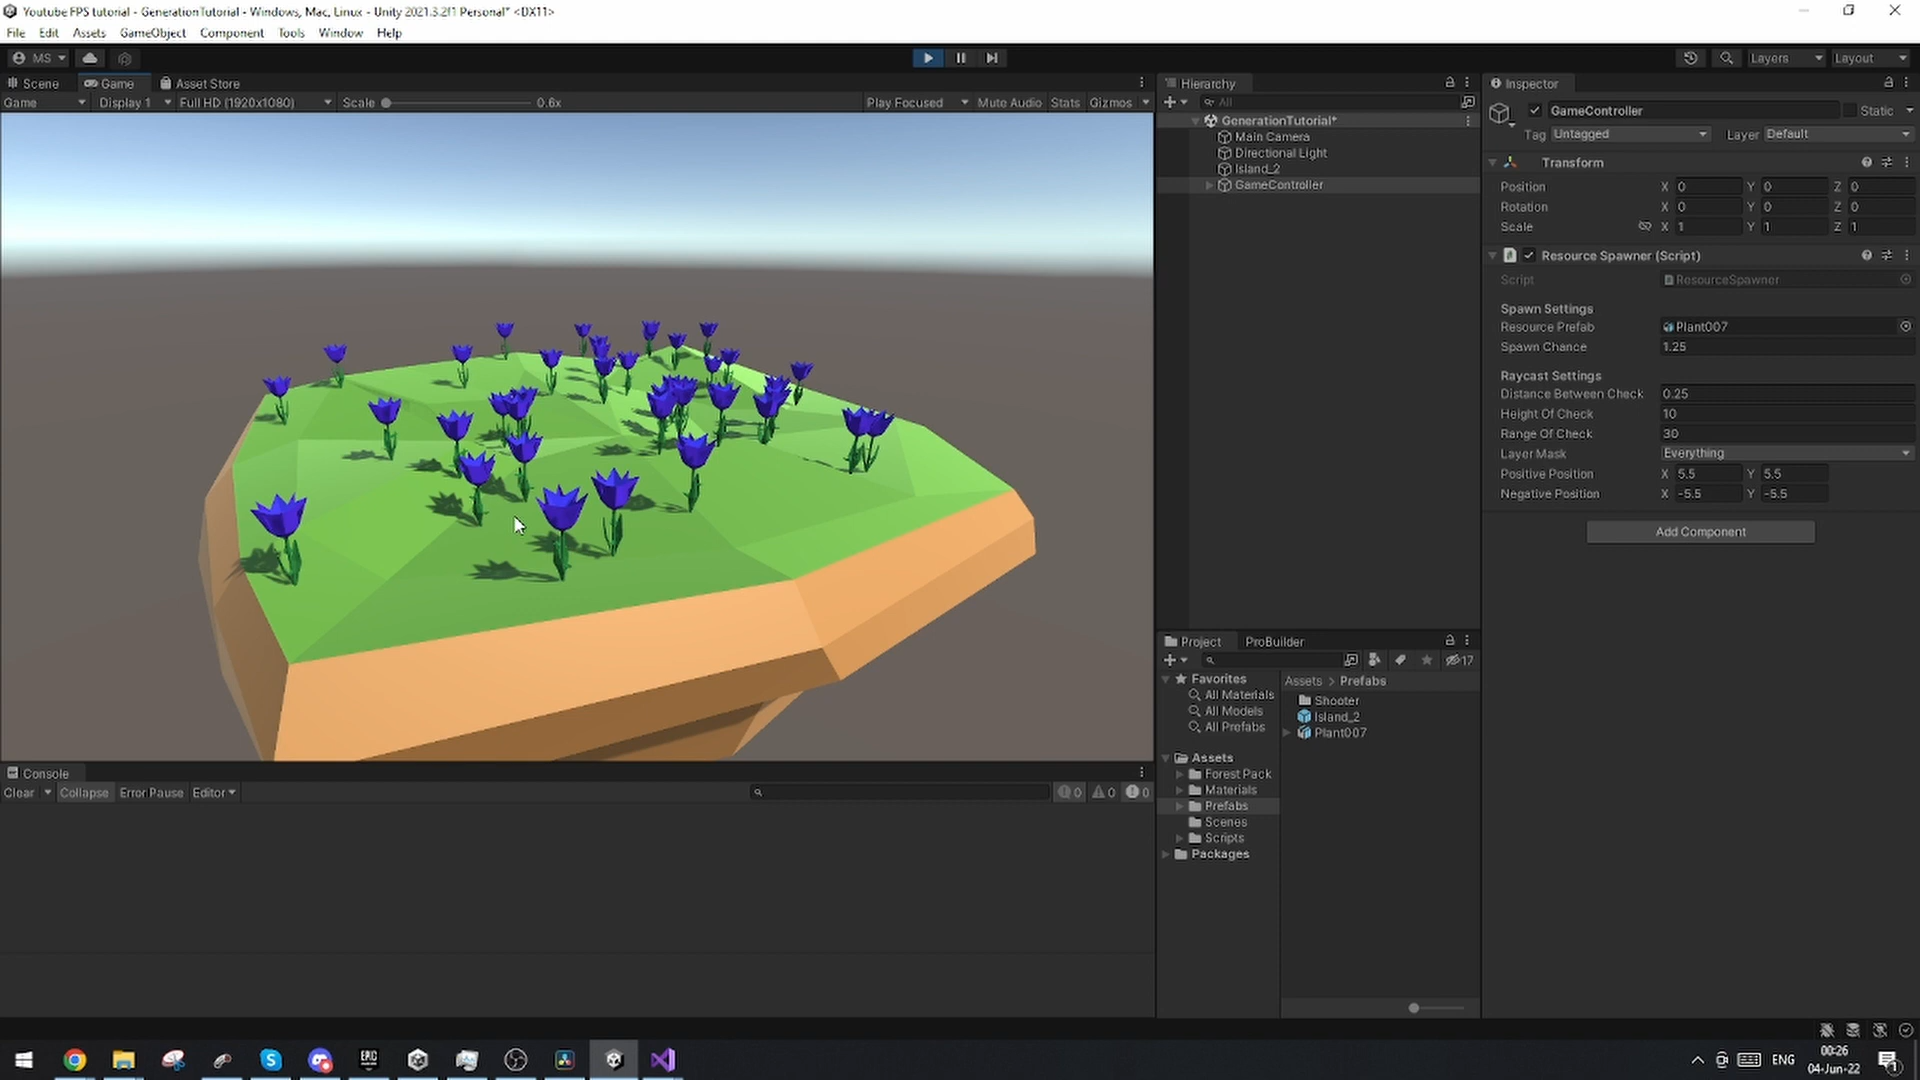 Youtube FPS tutorial - GenerationTutorial - Windows, Mac, Linux - Unity 2021.3.2f1 Personal* <DX11>
File Edit Assets GameObject Component Tools Window Help
MS Layers Layout
Scene Game Asset Store
Game Display 1 Full HD (1920x1080) Scale 0.6x Play Focused Mute Audio Stats Gizmos
Hierarchy
All
GenerationTutorial*
Main Camera
Directional Light
Island_2
GameController
Inspector
GameController Static
Tag Untagged Layer Default
Transform
Position X 0 Y 0 Z 0
Rotation X 0 Y 0 Z 0
Scale X 1 Y 1 Z 1
Resource Spawner (Script)
Script ResourceSpawner
Spawn Settings
Resource Prefab Plant007
Spawn Chance 1.25
Raycast Settings
Distance Between Check 0.25
Height Of Check 10
Range Of Check 30
Layer Mask Everything
Positive Position X 5.5 Y 5.5
Negative Position X -5.5 Y -5.5
Add Component
Project ProBuilder
17
Favorites
All Materials
All Models
All Prefabs
Assets
Forest Pack
Materials
Prefabs
Scenes
Scripts
Packages
Assets > Prefabs
Shooter
Island_2
Plant007
Console
Clear Collapse Error Pause Editor 0 0 0
EPIC
ENG
00:26
04-Jun-22
1